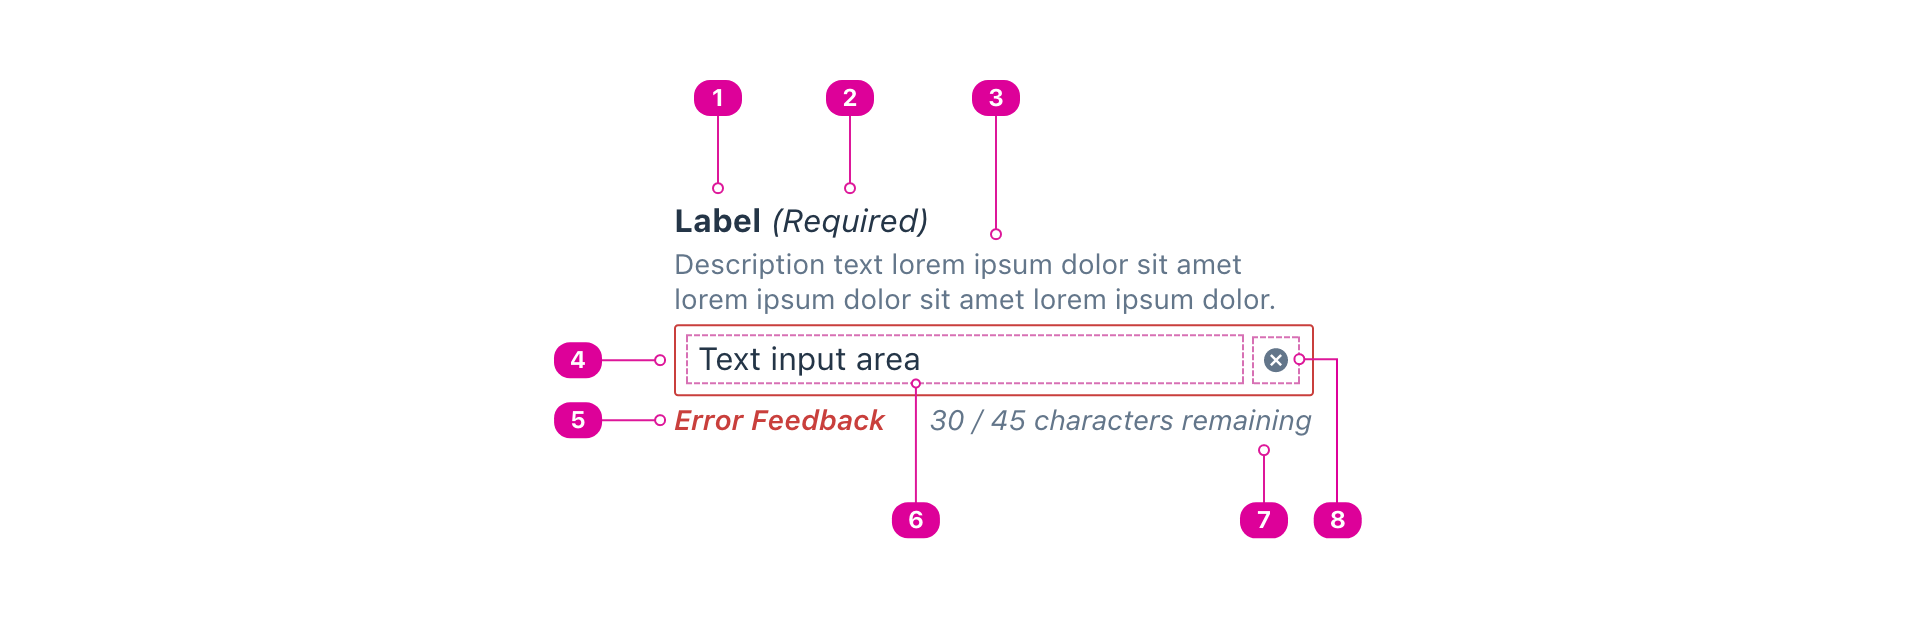 1 2 3
Label (Required)
Description text lorem ipsum dolor sit amet
lorem ipsum dolor sit amet lorem ipsum dolor.
4 Text input area
5 Error Feedback 30 / 45 characters remaining
6 7 8